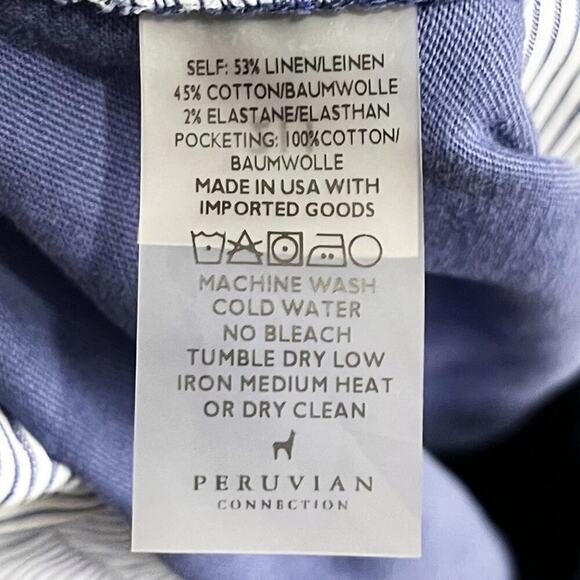 SELF: 53% LINEN/LEINEN
45% COTTON/BAUMWOLLE
2% ELASTANE/ELASTHAN
POCKETING: 100%COTTON/
BAUMWOLLE
MADE IN USA WITH
IMPORTED GOODS
MACHINE WASH
COLD WATER
NO BLEACH
TUMBLE DRY LOW
IRON MEDIUM HEAT
OR DRY CLEAN
PERUVIAN
CONNECTION